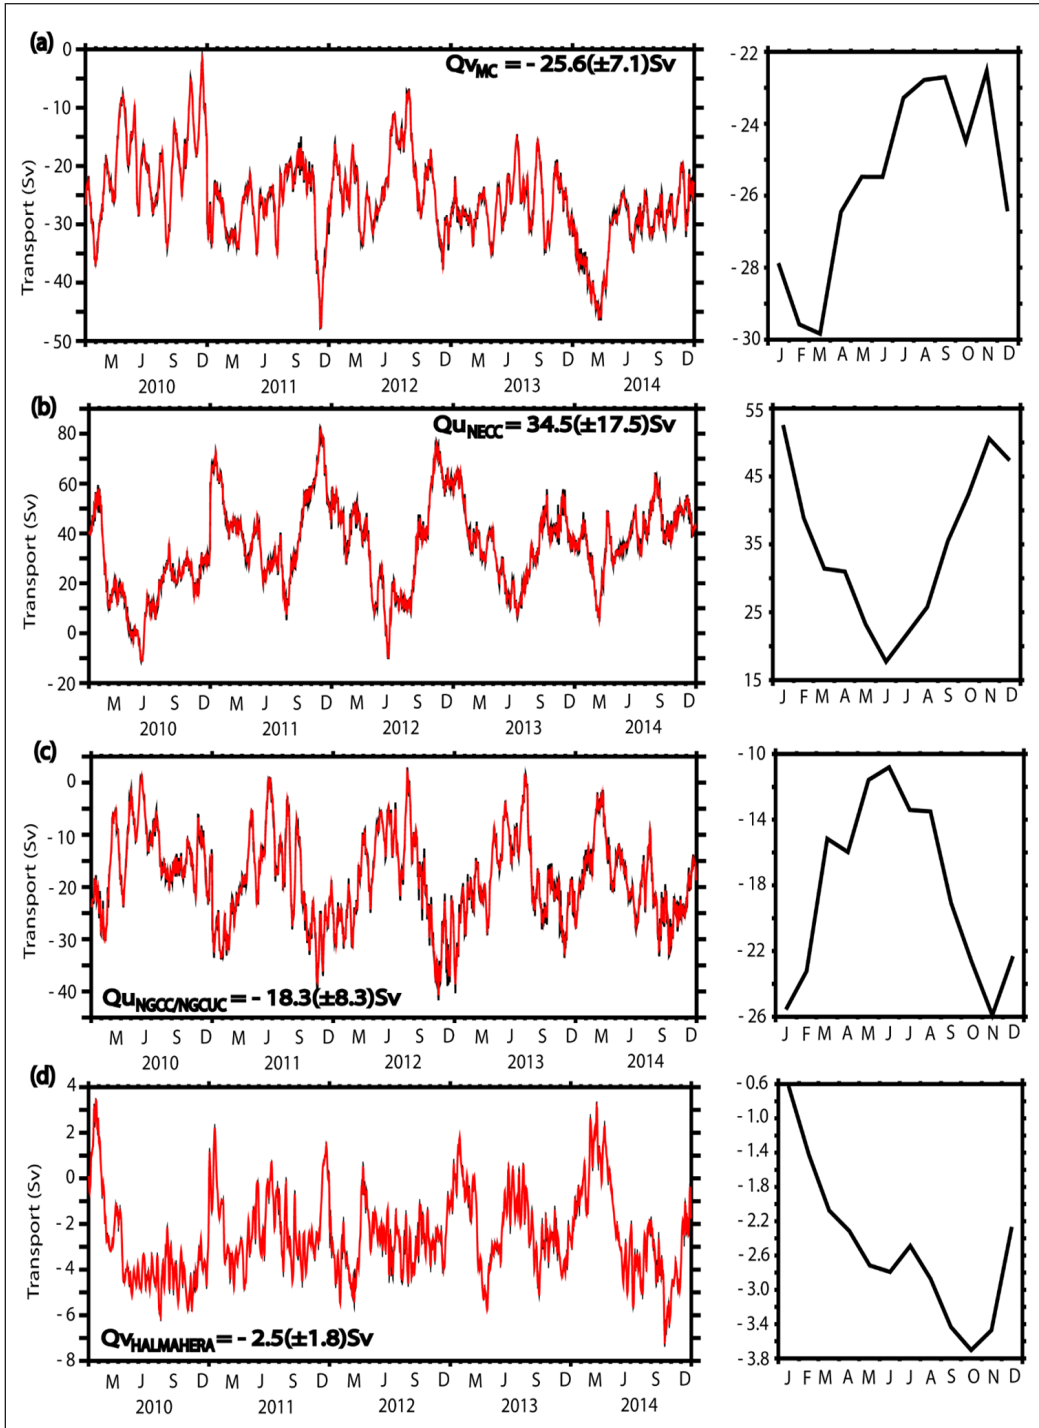 (a)
0
- 10
- 20
- 30
- 40
- 50
Transport (Sv)
QvMC = - 25.6(±7.1)Sv
M J S D M J S D M J S D M J S D M J S D
2010 2011 2012 2013 2014
- 22
- 24
- 26
- 28
- 30
J F M A M J J A S O N D
(b)
80
60
40
20
0
- 20
Transport (Sv)
QuNECC = 34.5(±17.5)Sv
M J S D M J S D M J S D M J S D M J S D
2010 2011 2012 2013 2014
55
45
35
25
15
J F M A M J J A S O N D
(c)
0
- 10
- 20
- 30
- 40
Transport (Sv)
QuNGCC/NGCUC = - 18.3(±8.3)Sv
M J S D M J S D M J S D M J S D M J S D
2010 2011 2012 2013 2014
- 10
- 14
- 18
- 22
- 26
J F M A M J J A S O N D
(d)
4
2
0
- 2
- 4
- 6
- 8
Transport (Sv)
QvHALMAHERA = - 2.5(±1.8)Sv
M J S D M J S D M J S D M J S D M J S D
2010 2011 2012 2013 2014
- 0.6
- 1.0
- 1.4
- 1.8
- 2.2
- 2.6
- 3.0
- 3.4
- 3.8
J F M A M J J A S O N D